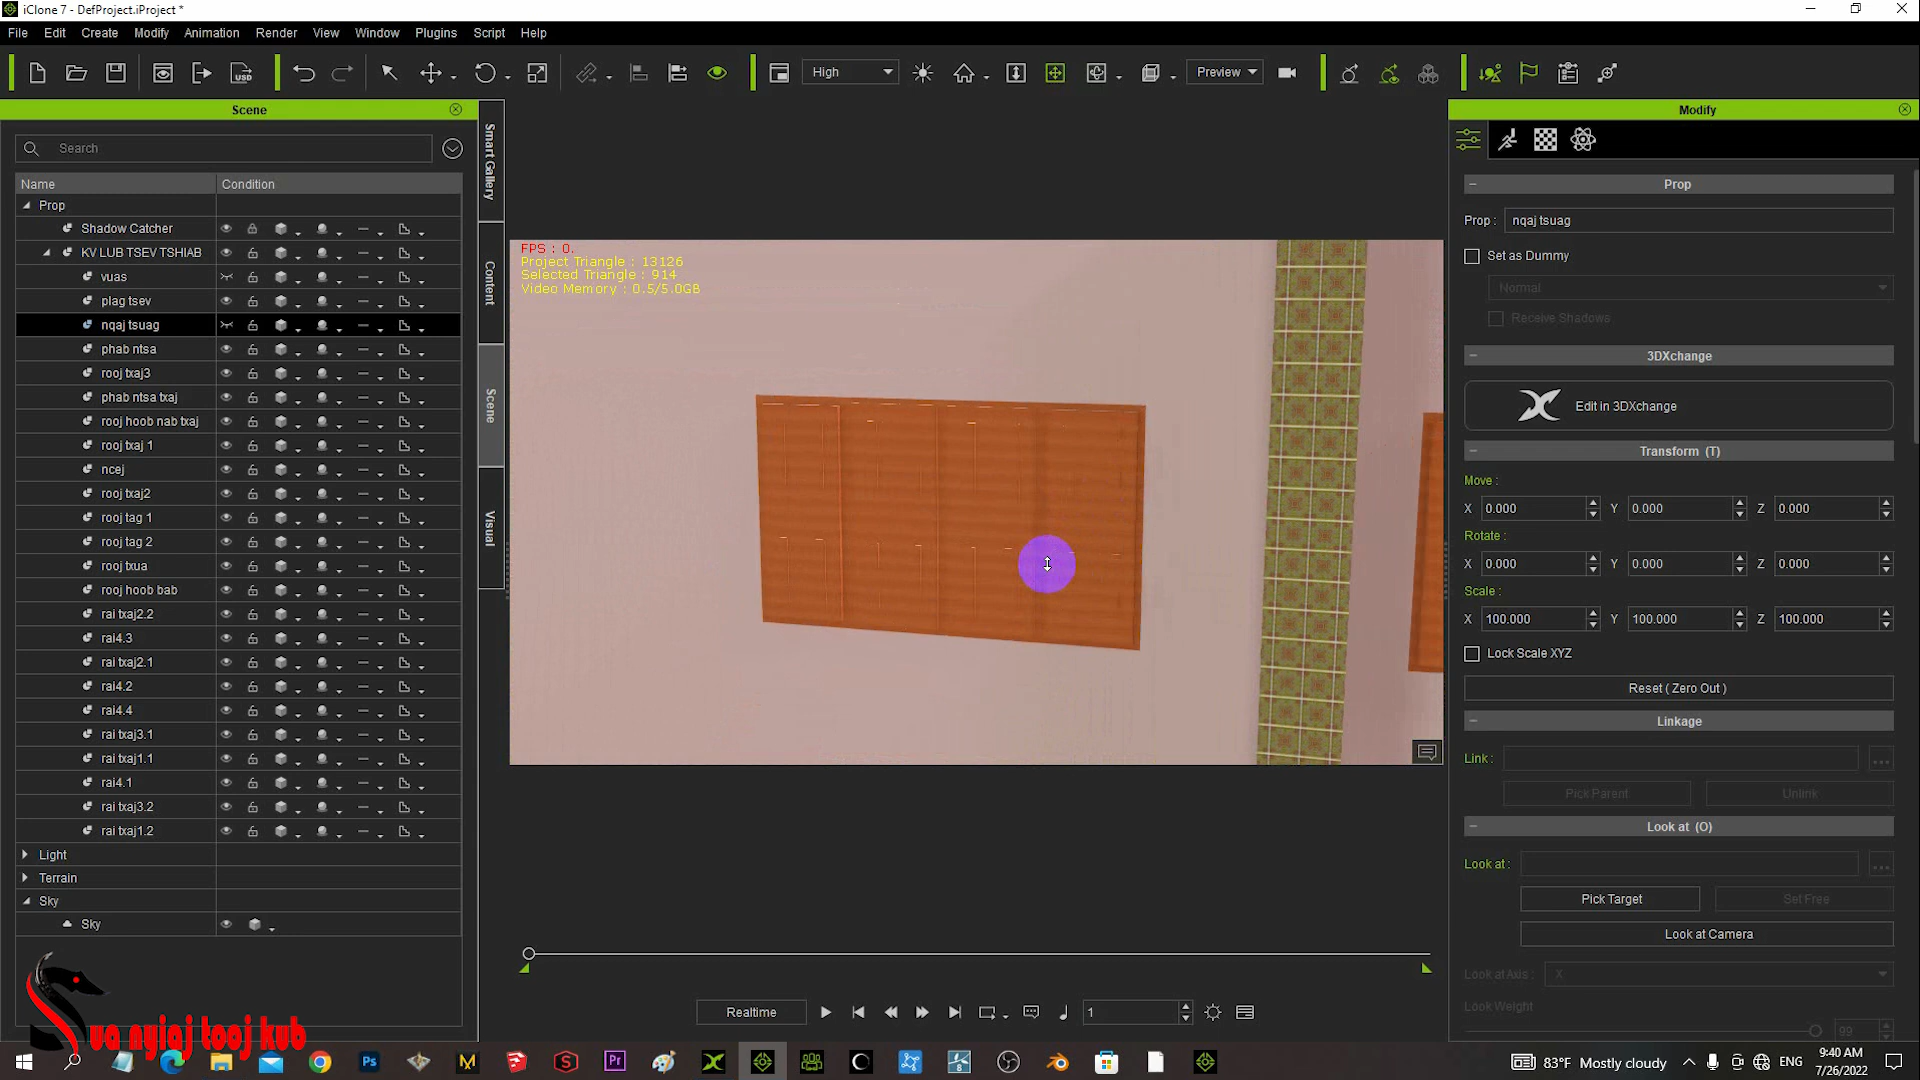 iClone 7 - DefProject.iProject *
File Edit Create Modify Animation Render View Window Plugins Script Help
USD High Preview
Scene
Search
Name Condition
Prop
Shadow Catcher
KV LUB TSEV TSHIAB
vuas
plag tsev
nqaj tsuag
phab ntsa
rooj txaj3
phab ntsa txaj
rooj hoob nab txaj
rooj txaj 1
ncej
rooj txaj2
rooj tag 1
rooj tag 2
rooj txua
rooj hoob bab
rai txaj2.2
rai4.3
rai txaj2.1
rai4.2
rai4.4
rai txaj3.1
rai txaj1.1
rai4.1
rai txaj3.2
rai txaj1.2
Light
Terrain
Sky
Sky
Smart Gallery
Content
Scene
Visual
FPS : 0.
Project Triangle : 13126
Selected Triangle : 914
Video Memory : 0.5/5.0GB
Realtime 1
Modify
Prop
Prop : nqaj tsuag
Set as Dummy
Normal
Receive Shadows
3DXchange
Edit in 3DXchange
Transform (T)
Move :
X 0.000 Y 0.000 Z 0.000
Rotate :
X 0.000 Y 0.000 Z 0.000
Scale :
X 100.000 Y 100.000 Z 100.000
Lock Scale XYZ
Reset ( Zero Out )
Linkage
Link : ...
Pick Parent Unlink
Look at (O)
Look at : ...
Pick Target Set Free
Look at Camera
Look at Axis : X
Look Weight
99
ua nyiaj tooj kub
Ps Pr 8
83°F Mostly cloudy ENG 9:40 AM
7/26/2022